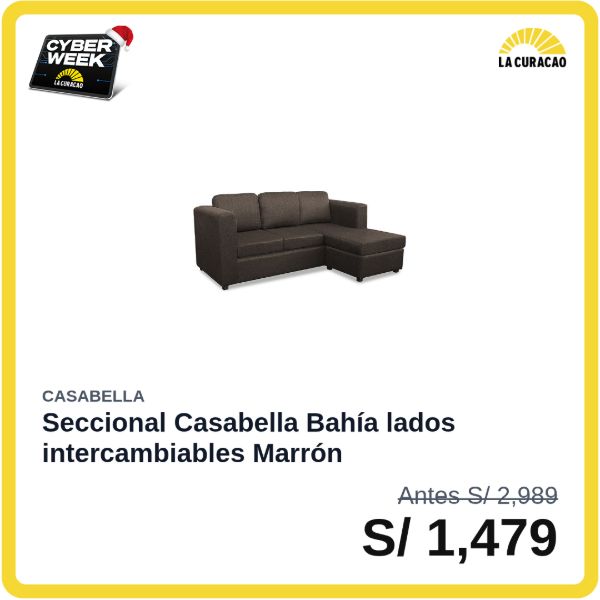 CYBER
WEEK
LA CURACAO
LA CURACAO
CASABELLA
Seccional Casabella Bahía lados
intercambiables Marrón
Antes S/ 2,989
S/ 1,479